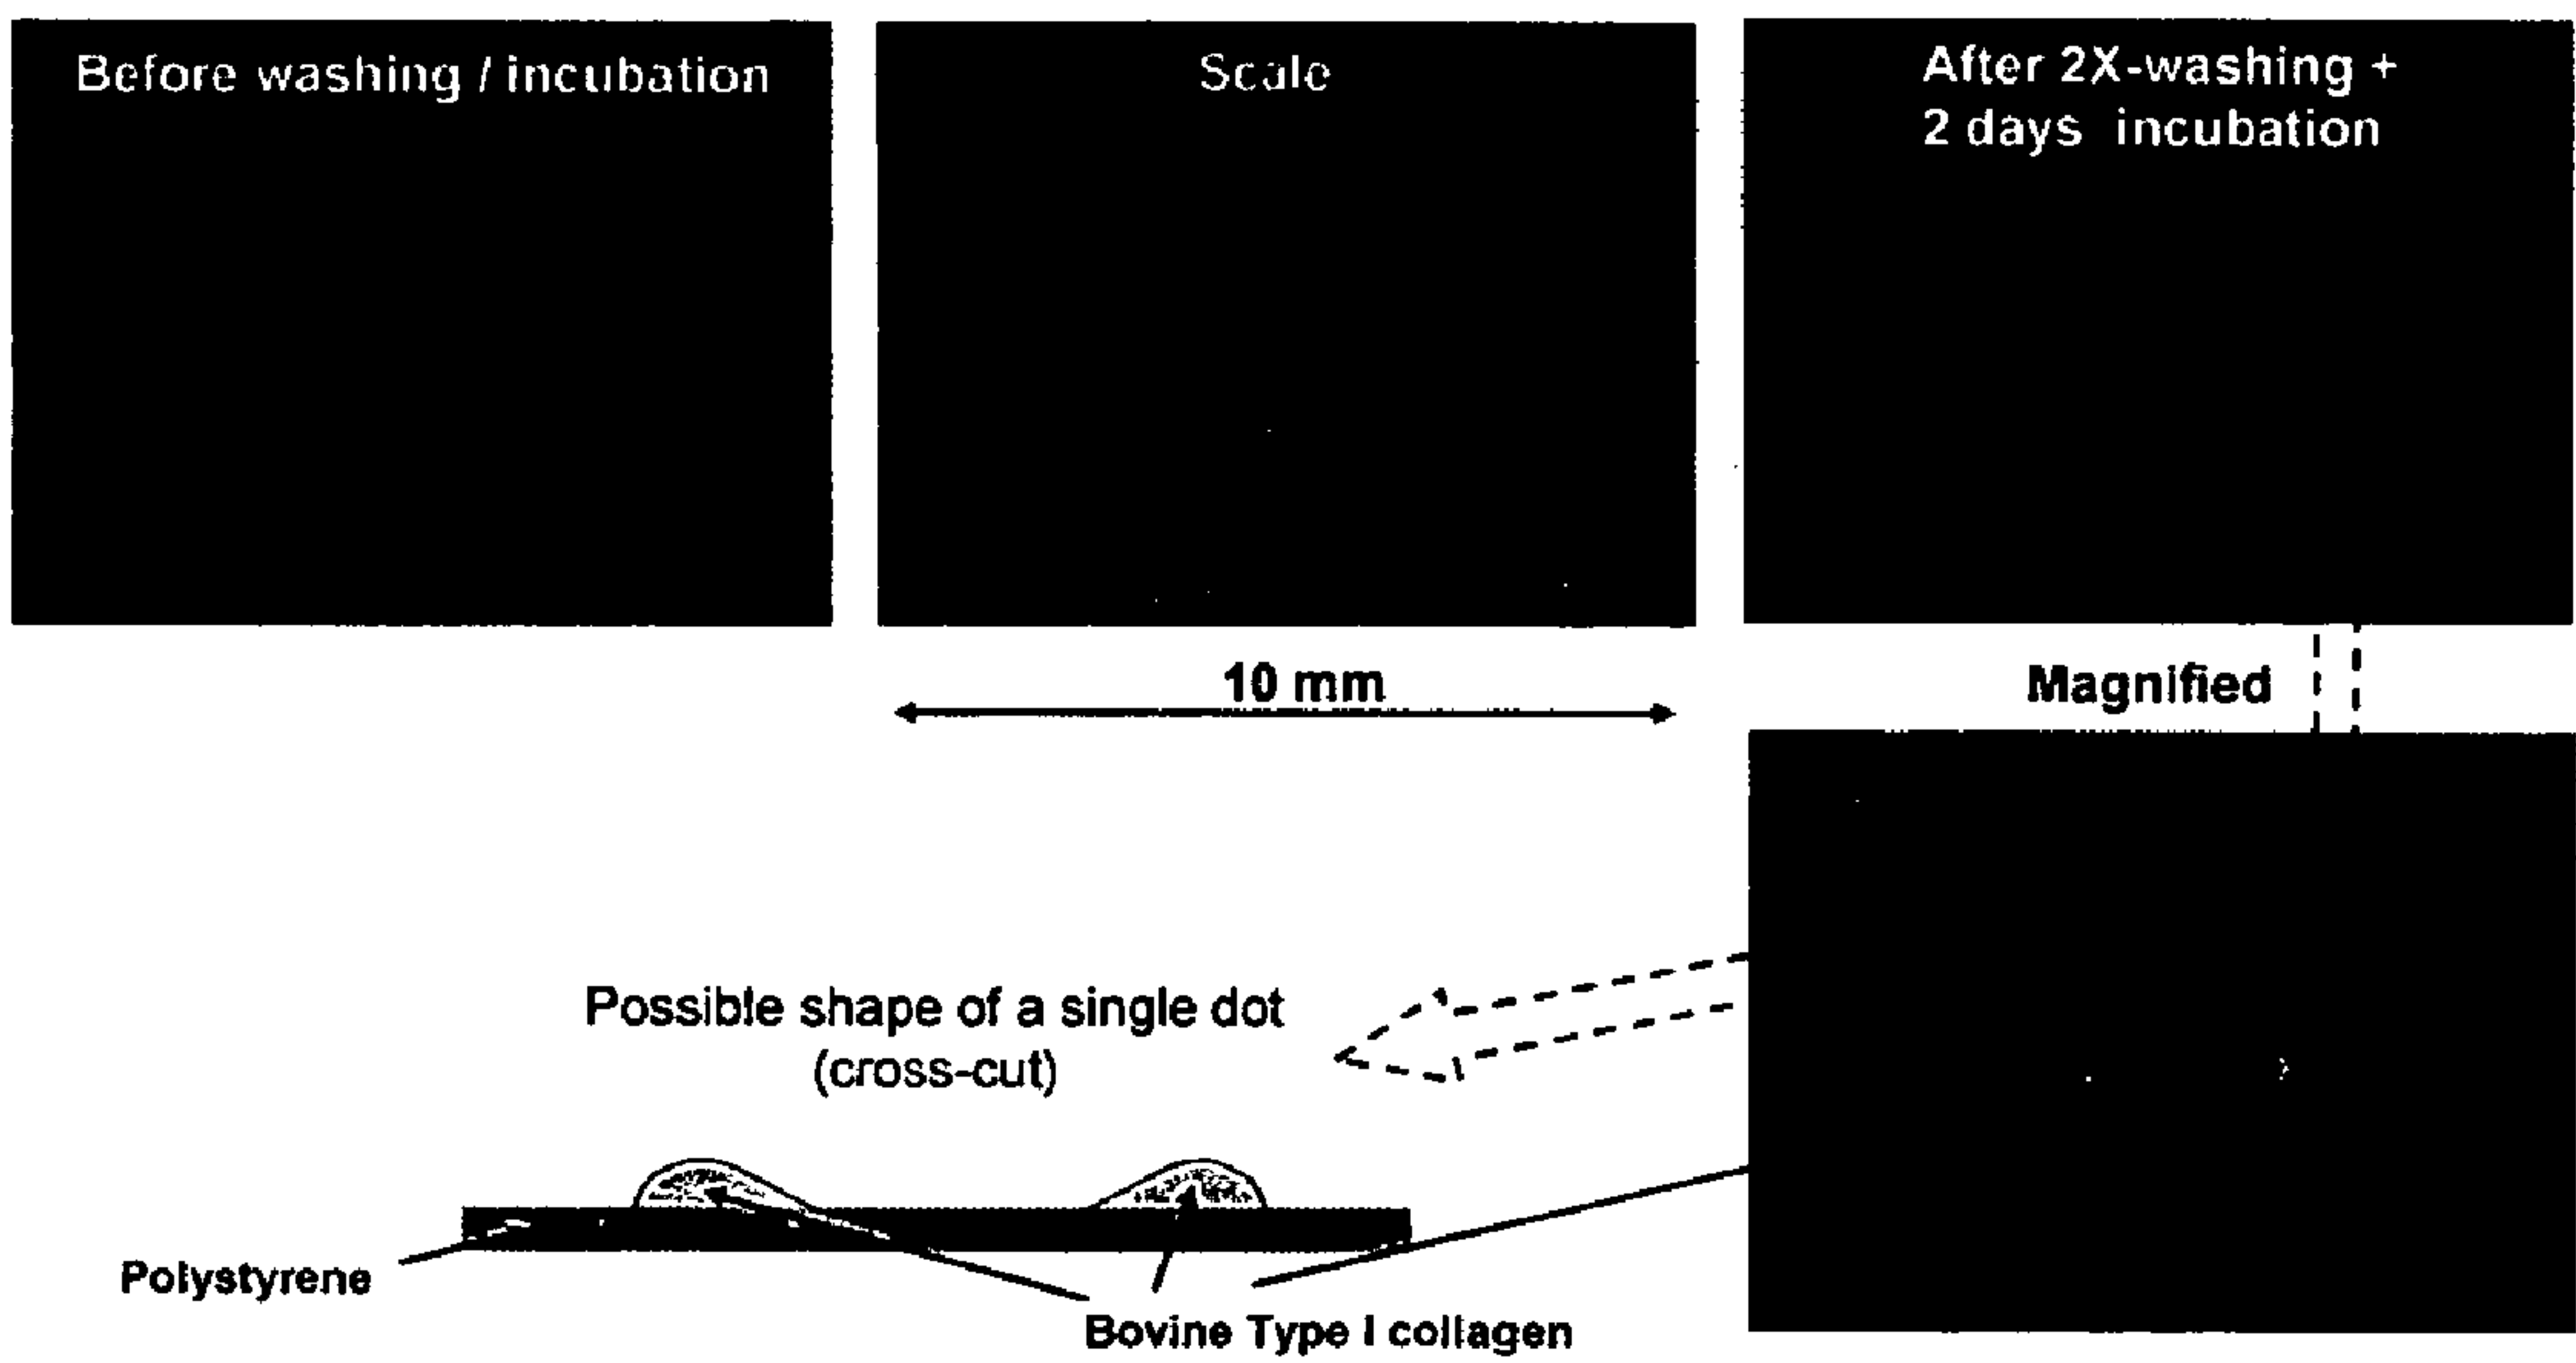 Before washing / incubation
Scale
After 2X-washing +
2 days incubation
10 mm
Magnified
Possible shape of a single dot
(cross-cut)
Polystyrene
Bovine Type I collagen